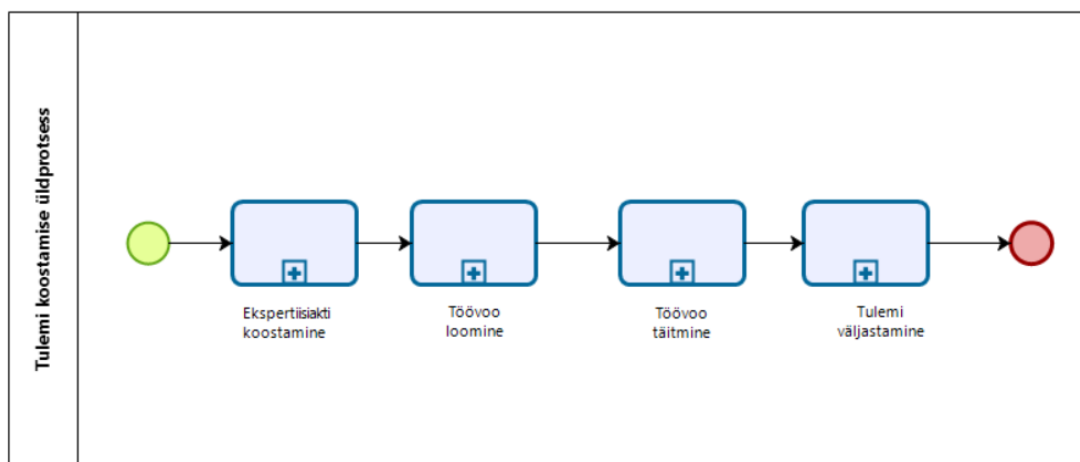 Tulemi koostamise üldprotsess
Ekspertiisiakti
koostamine
Töövoo
loomine
Töövoo
täitmine
Tulemi
väljastamine